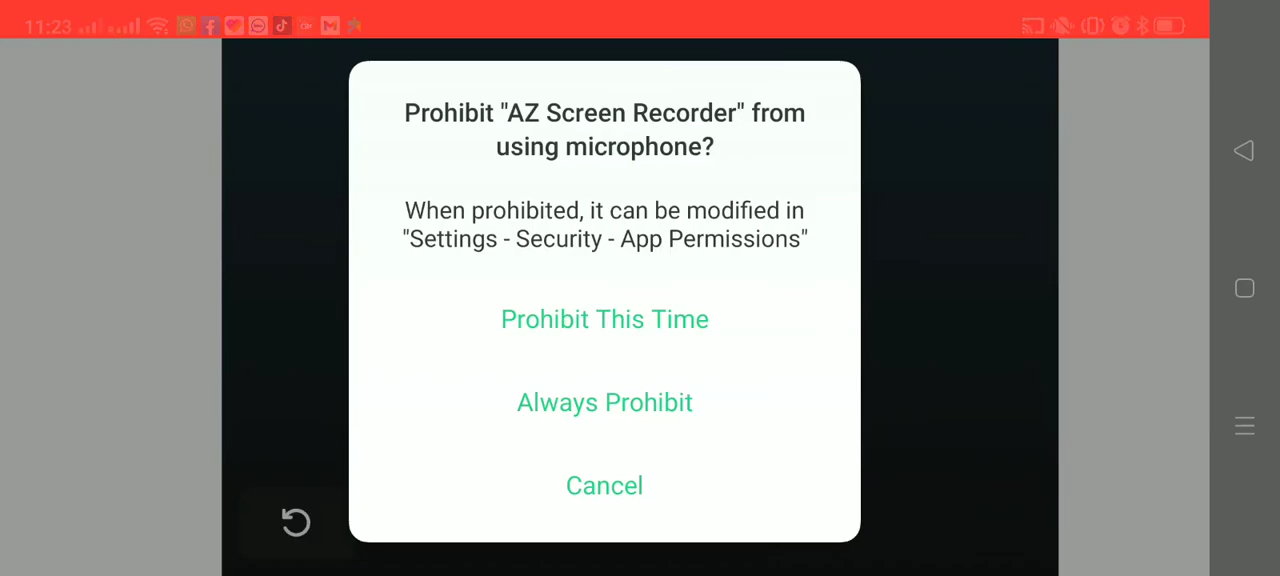 11:23
Prohibit "AZ Screen Recorder" from
using microphone?
When prohibited, it can be modified in
"Settings - Security - App Permissions"
Prohibit This Time
Always Prohibit
Cancel